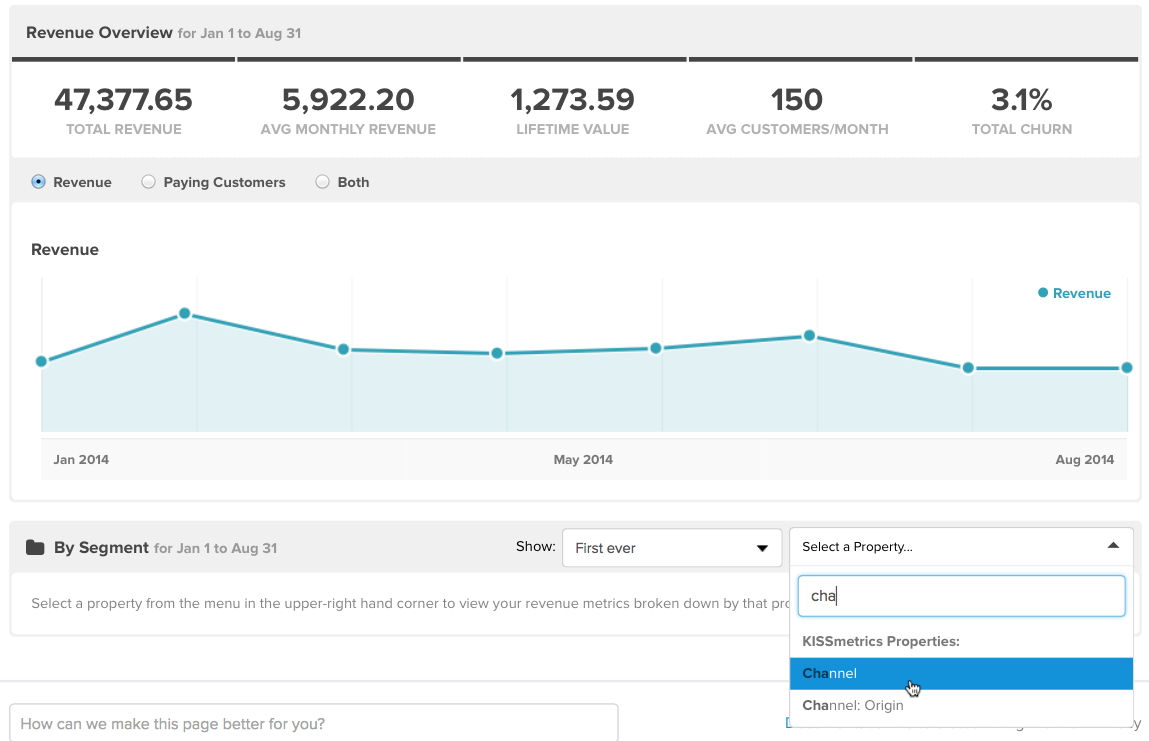 Revenue Overview for Jan 1 to Aug 31
47,377.65 5,922.20 1,273.59 150 3.1%
TOTAL REVENUE AVG MONTHLY REVENUE LIFETIME VALUE AVG CUSTOMERS/MONTH TOTAL CHURN
Revenue Paying Customers Both
Revenue
Revenue
Jan 2014 May 2014 Aug 2014
By Segment for Jan 1 to Aug 31 Show: First ever Select a Property...
Select a property from the menu in the upper-right hand corner to view your revenue metrics broken down by that
cha
KISSmetrics Properties:
Channel
Channel: Origin
How can we make this page better for you?